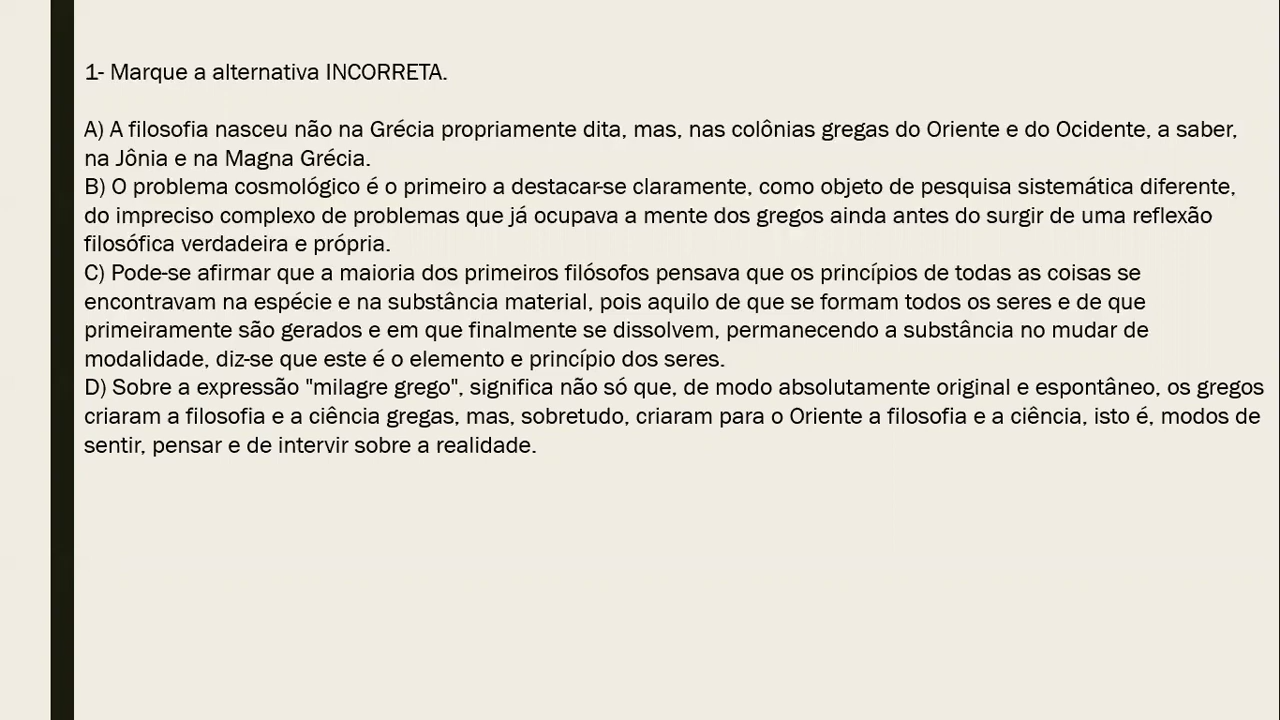 1- Marque a alternativa INCORRETA.
A) A filosofia nasceu não na Grécia propriamente dita, mas, nas colônias gregas do Oriente e do Ocidente, a saber,
na Jônia e na Magna Grécia.
B) O problema cosmológico é o primeiro a destacar-se claramente, como objeto de pesquisa sistemática diferente,
do impreciso complexo de problemas que já ocupava a mente dos gregos ainda antes do surgir de uma reflexão
filosófica verdadeira e própria.
C) Pode-se afirmar que a maioria dos primeiros filósofos pensava que os princípios de todas as coisas se
encontravam na espécie e na substância material, pois aquilo de que se formam todos os seres e de que
primeiramente são gerados e em que finalmente se dissolvem, permanecendo a substância no mudar de
modalidade, diz-se que este é o elemento e princípio dos seres.
D) Sobre a expressão "milagre grego", significa não só que, de modo absolutamente original e espontâneo, os gregos
criaram a filosofia e a ciência gregas, mas, sobretudo, criaram para o Oriente a filosofia e a ciência, isto é, modos de
sentir, pensar e de intervir sobre a realidade.